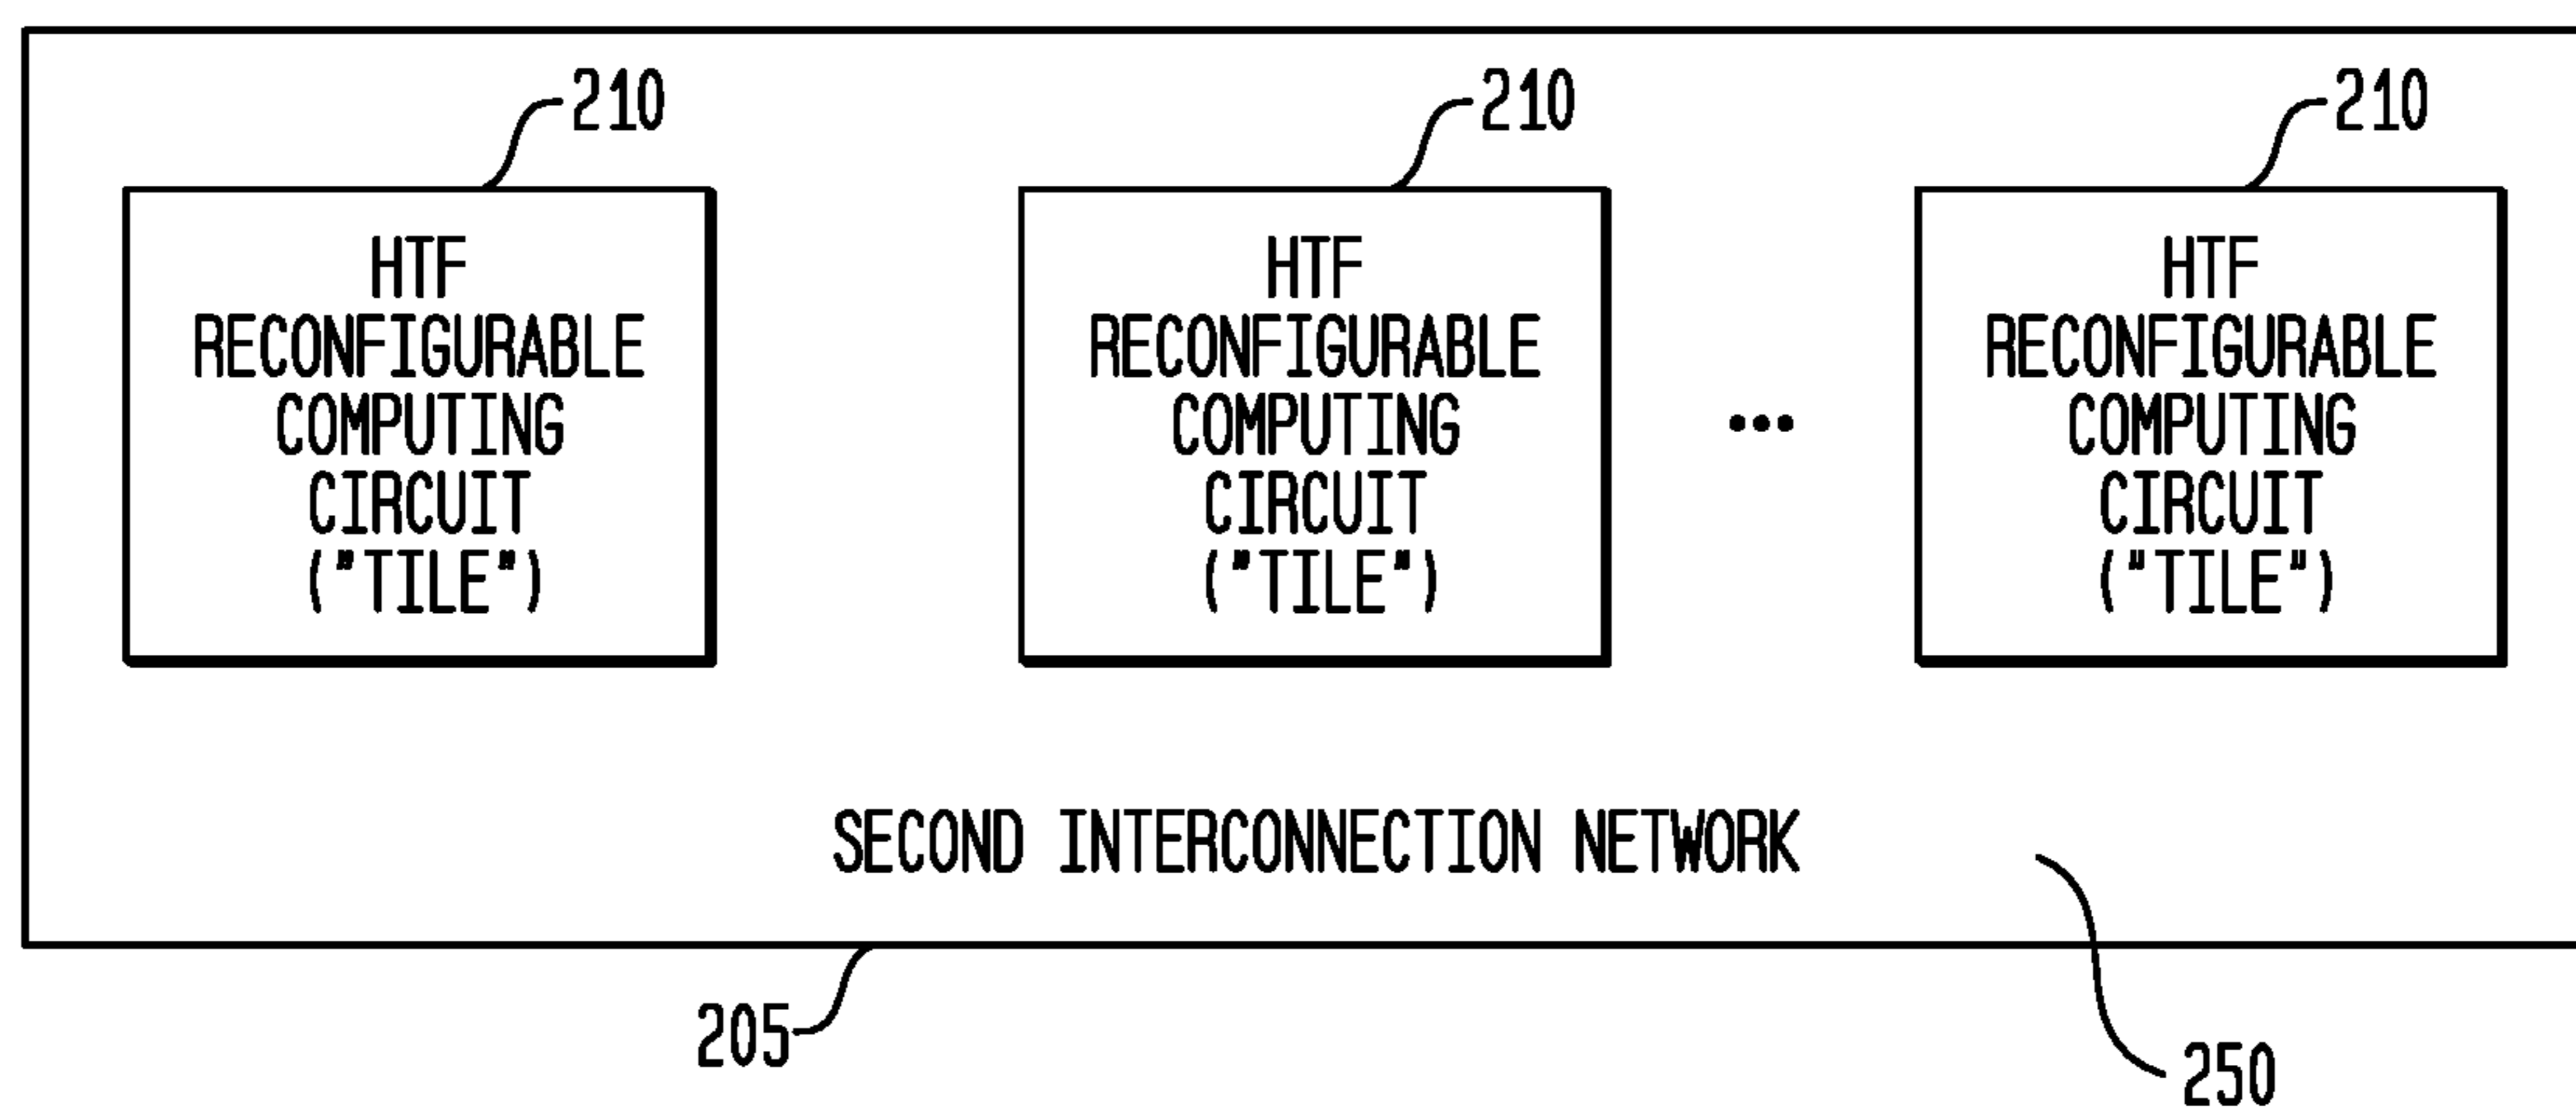 210
210
210
HTF
RECONFIGURABLE
COMPUTING
CIRCUIT
("TILE")
HTF
RECONFIGURABLE
COMPUTING
CIRCUIT
("TILE")
...
HTF
RECONFIGURABLE
COMPUTING
CIRCUIT
("TILE")
SECOND INTERCONNECTION NETWORK
205
250